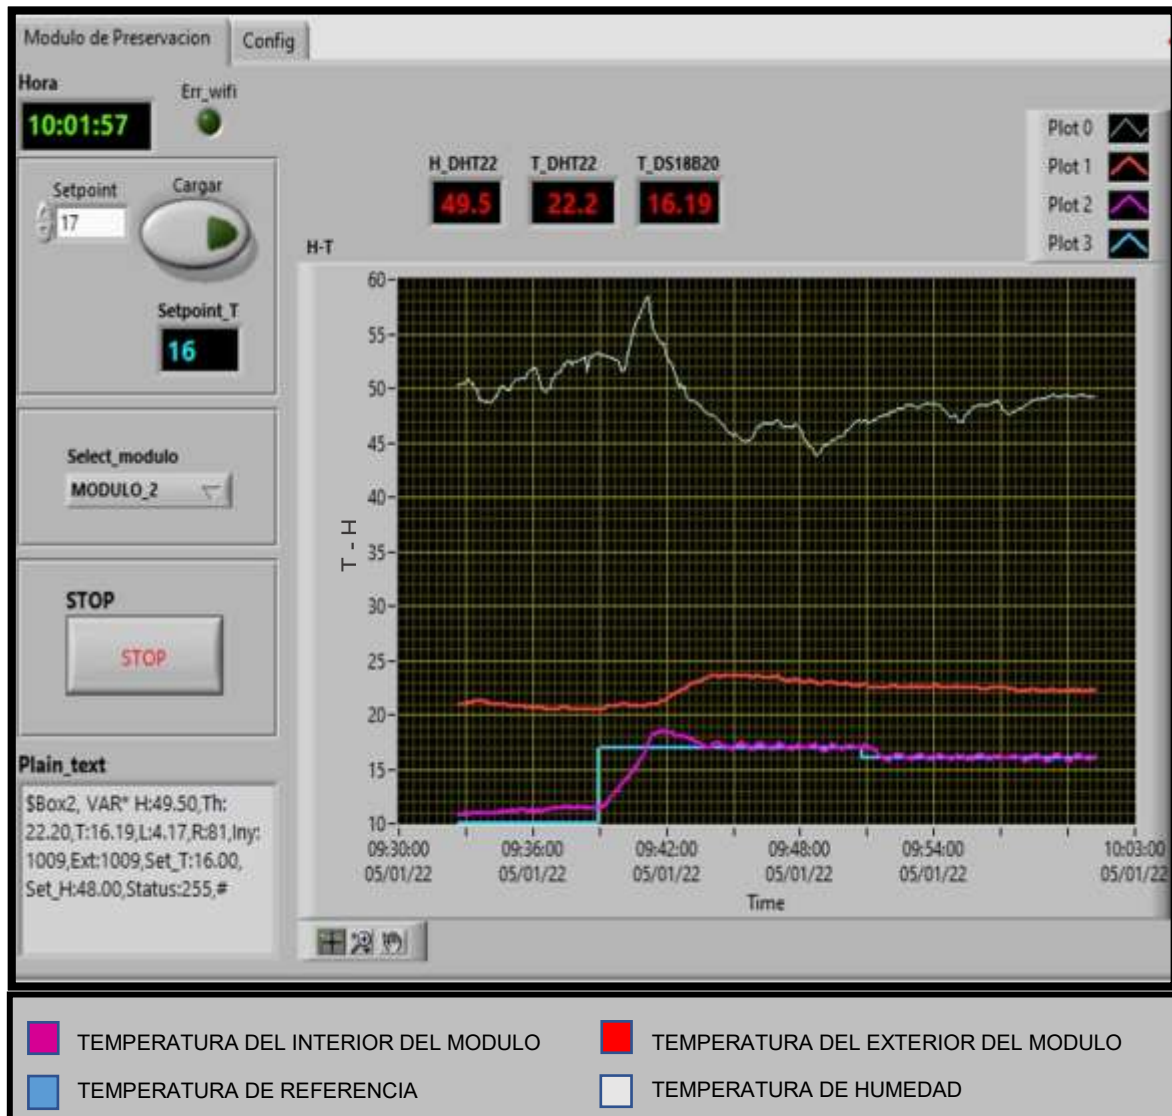 Modulo de Preservacion
Config
Hora
Err_wifi
10:01:57
Setpoint
Cargar
17
Setpoint_T
16
Select_modulo
MODULO_2
STOP
STOP
Plain_text
$Box2, VAR* H:49.50,Th:
22.20,T:16.19,L:4.17,R:81,Iny:
1009,Ext:1009,Set_T:16.00,
Set_H:48.00,Status:255,#
H_DHT22
T_DHT22
T_DS18B20
49.5
22.2
16.19
Plot 0
Plot 1
Plot 2
Plot 3
H-T
T - H
60
55
50
45
40
35
30
25
20
15
10
09:30:00 09:36:00 09:42:00 09:48:00 09:54:00 10:03:00
05/01/22 05/01/22 05/01/22 05/01/22 05/01/22 05/01/22
Time
TEMPERATURA DEL INTERIOR DEL MODULO
TEMPERATURA DEL EXTERIOR DEL MODULO
TEMPERATURA DE REFERENCIA
TEMPERATURA DE HUMEDAD